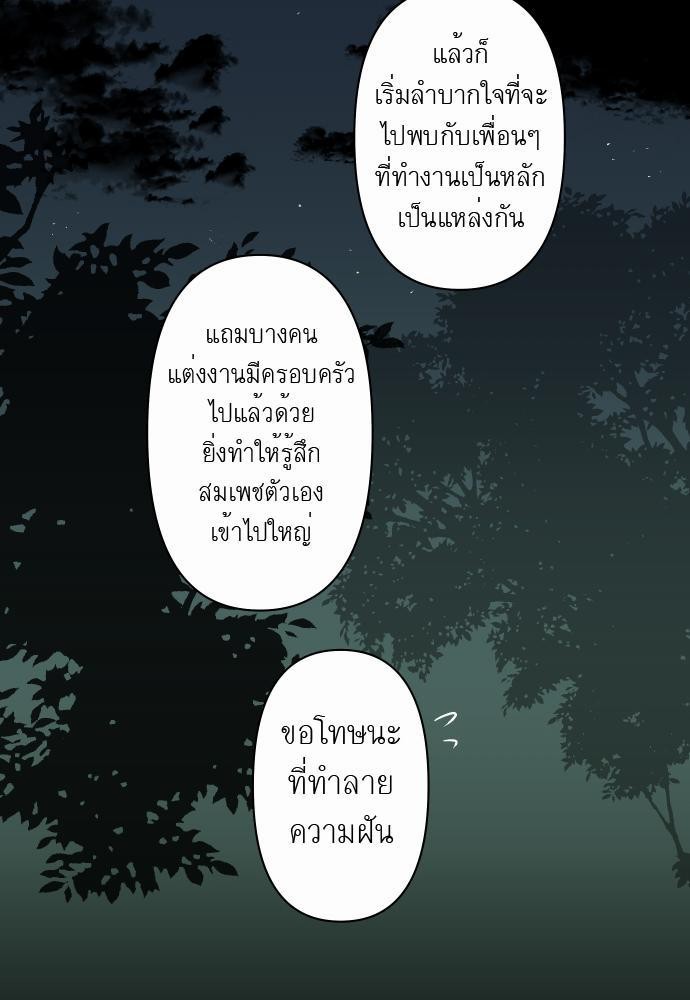 แล้วก็
เริ่มลำบากใจที่จะ
ไปพบกับเพื่อนๆ
ที่ทำงานเป็นหลัก
เป็นแหล่งกัน
แถมบางคน
แต่งงานมีครอบครัว
ไปแล้วด้วย
ยิ่งทำให้รู้สึก
สมเพชตัวเอง
เข้าไปใหญ่
ขอโทษนะ
ที่ทำลาย
ความฝัน